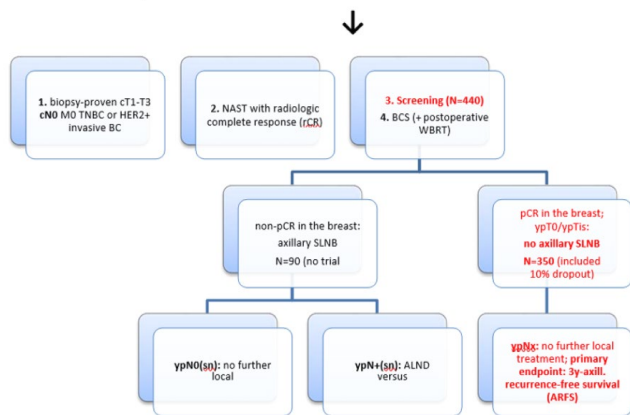 1. biopsy-proven cT1-T3
cN0 M0 TNBC or HER2+
invasive BC
2. NAST with radiologic
complete response (rCR)
3. Screening (N=440)
4. BCS (+ postoperative
WBRT)
non-pCR in the breast:
axillary SLNB
N=90 (no trial
pCR in the breast;
ypT0/ypTis:
no axillary SLNB
N=350 (included
10% dropout)
ypN0(sn): no further
local
ypN+(sn): ALND
versus
ypNx: no further local
treatment; primary
endpoint: 3y-axill.
recurrence-free survival
(ARFS)